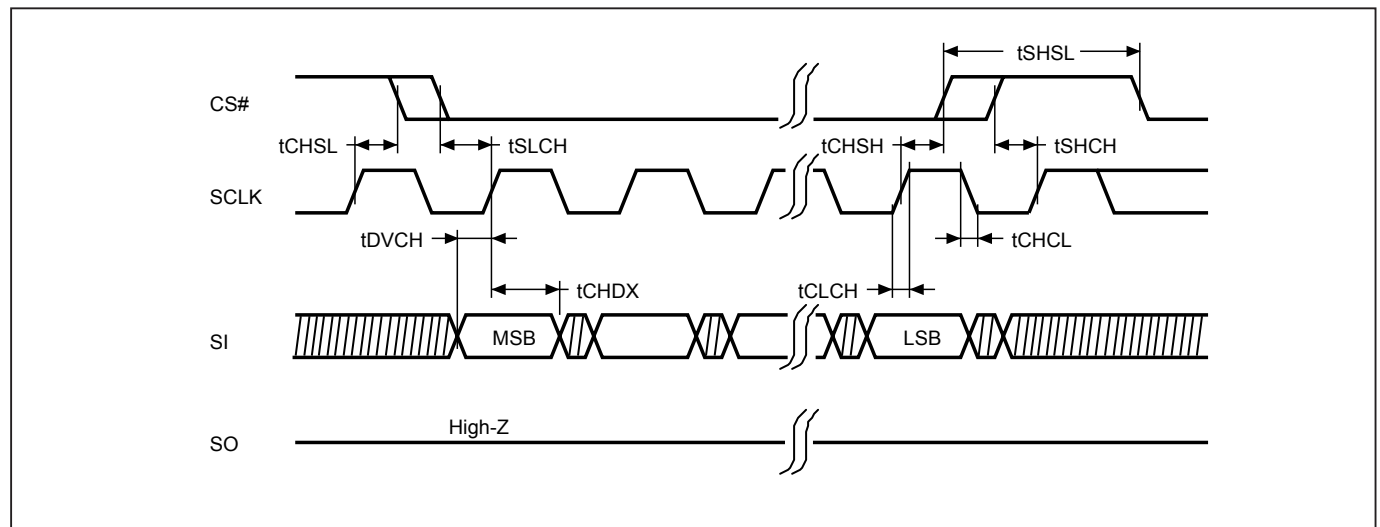 tSHSL
CS#
tCHSL
tSLCH
tCHSH
tSHCH
SCLK
tDVCH
tCHCL
tCHDX
tCLCH
SI
MSB
LSB
High-Z
SO